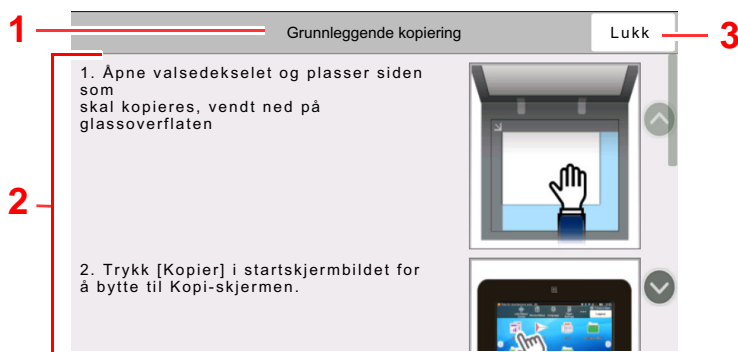 1
Grunnleggende kopiering
Lukk
3
2
1. Åpne valsedekselet og plasser siden
som
skal kopieres, vendt ned på
glassoverflaten
2. Trykk [Kopier] i startskjermbildet for
å bytte til Kopi-skjermen.